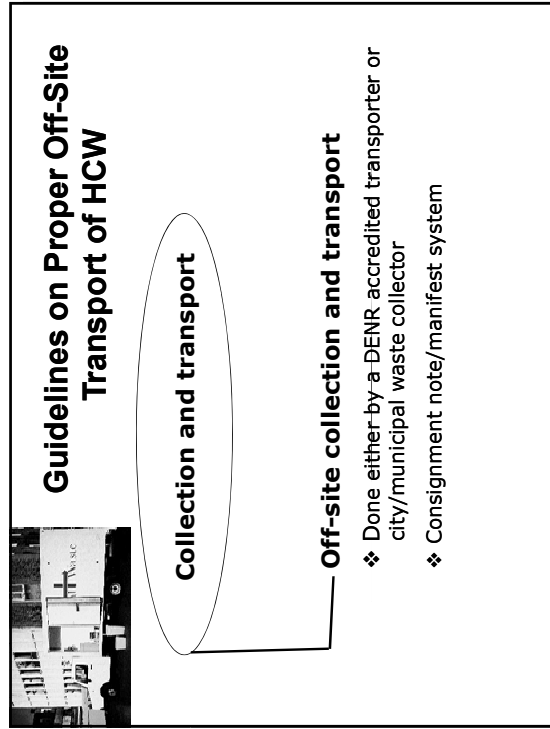 Guidelines on Proper Off-Site
Transport of HCW
Collection and transport
Off-site collection and transport
❖ Done either by a DENR accredited transporter or
city/municipal waste collector
❖ Consignment note/manifest system